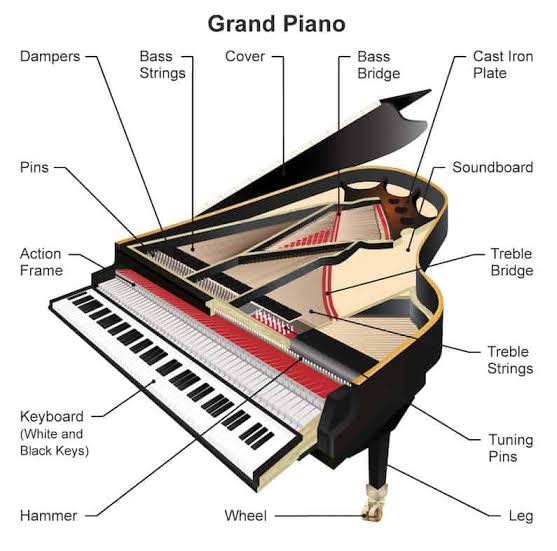 Grand Piano
Dampers
Bass
Strings
Cover
Bass
Bridge
Cast Iron
Plate
Pins
Soundboard
Action
Frame
Treble
Bridge
Treble
Strings
Keyboard
(White and
Black Keys)
Tuning
Pins
Hammer
Wheel
Leg